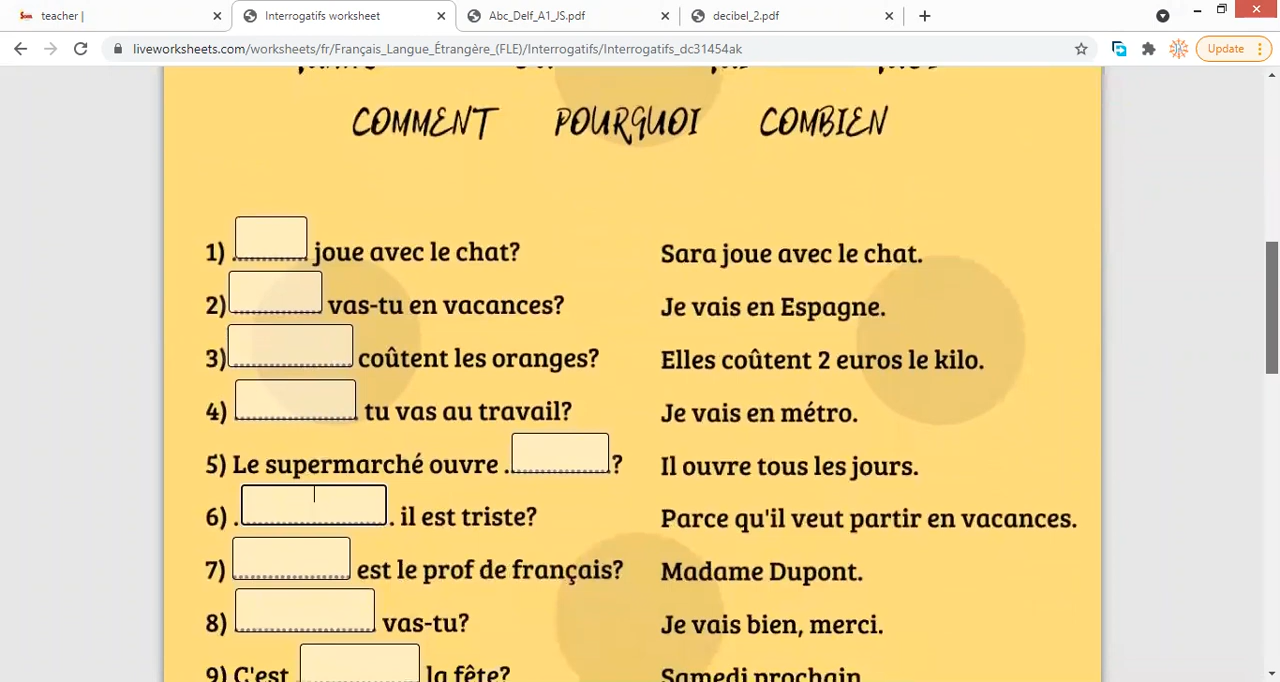 teacher |
Interrogatifs worksheet
Abc_Delf_A1_JS.pdf
decibel_2.pdf
liveworksheets.com/worksheets/fr/Français_Langue_Étrangère_(FLE)/Interrogatifs/Interrogatifs_dc31454ak
Update
COMMENT POURQUOI COMBIEN
1) joue avec le chat? Sara joue avec le chat.
2) vas-tu en vacances? Je vais en Espagne.
3) coûtent les oranges? Elles coûtent 2 euros le kilo.
4) tu vas au travail? Je vais en métro.
5) Le supermarché ouvre . ? Il ouvre tous les jours.
6) . . il est triste? Parce qu'il veut partir en vacances.
7) est le prof de français? Madame Dupont.
8) vas-tu? Je vais bien, merci.
9) C'est la fête? Samedi prochain